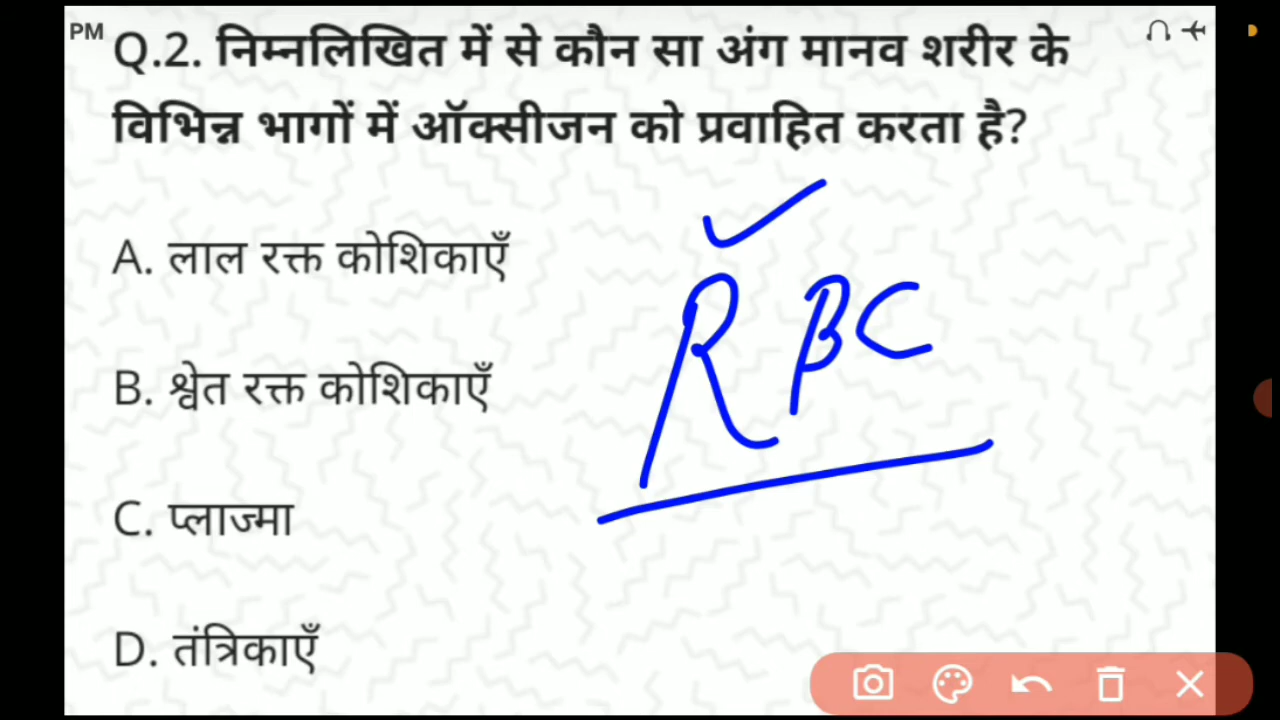 PM
Q.2. निम्नलिखित में से कौन सा अंग मानव शरीर के
विभिन्न भागों में ऑक्सीजन को प्रवाहित करता है?
A. लाल रक्त कोशिकाएँ
RBC
B. श्वेत रक्त कोशिकाएँ
C. प्लाज्मा
D. तंत्रिकाएँ